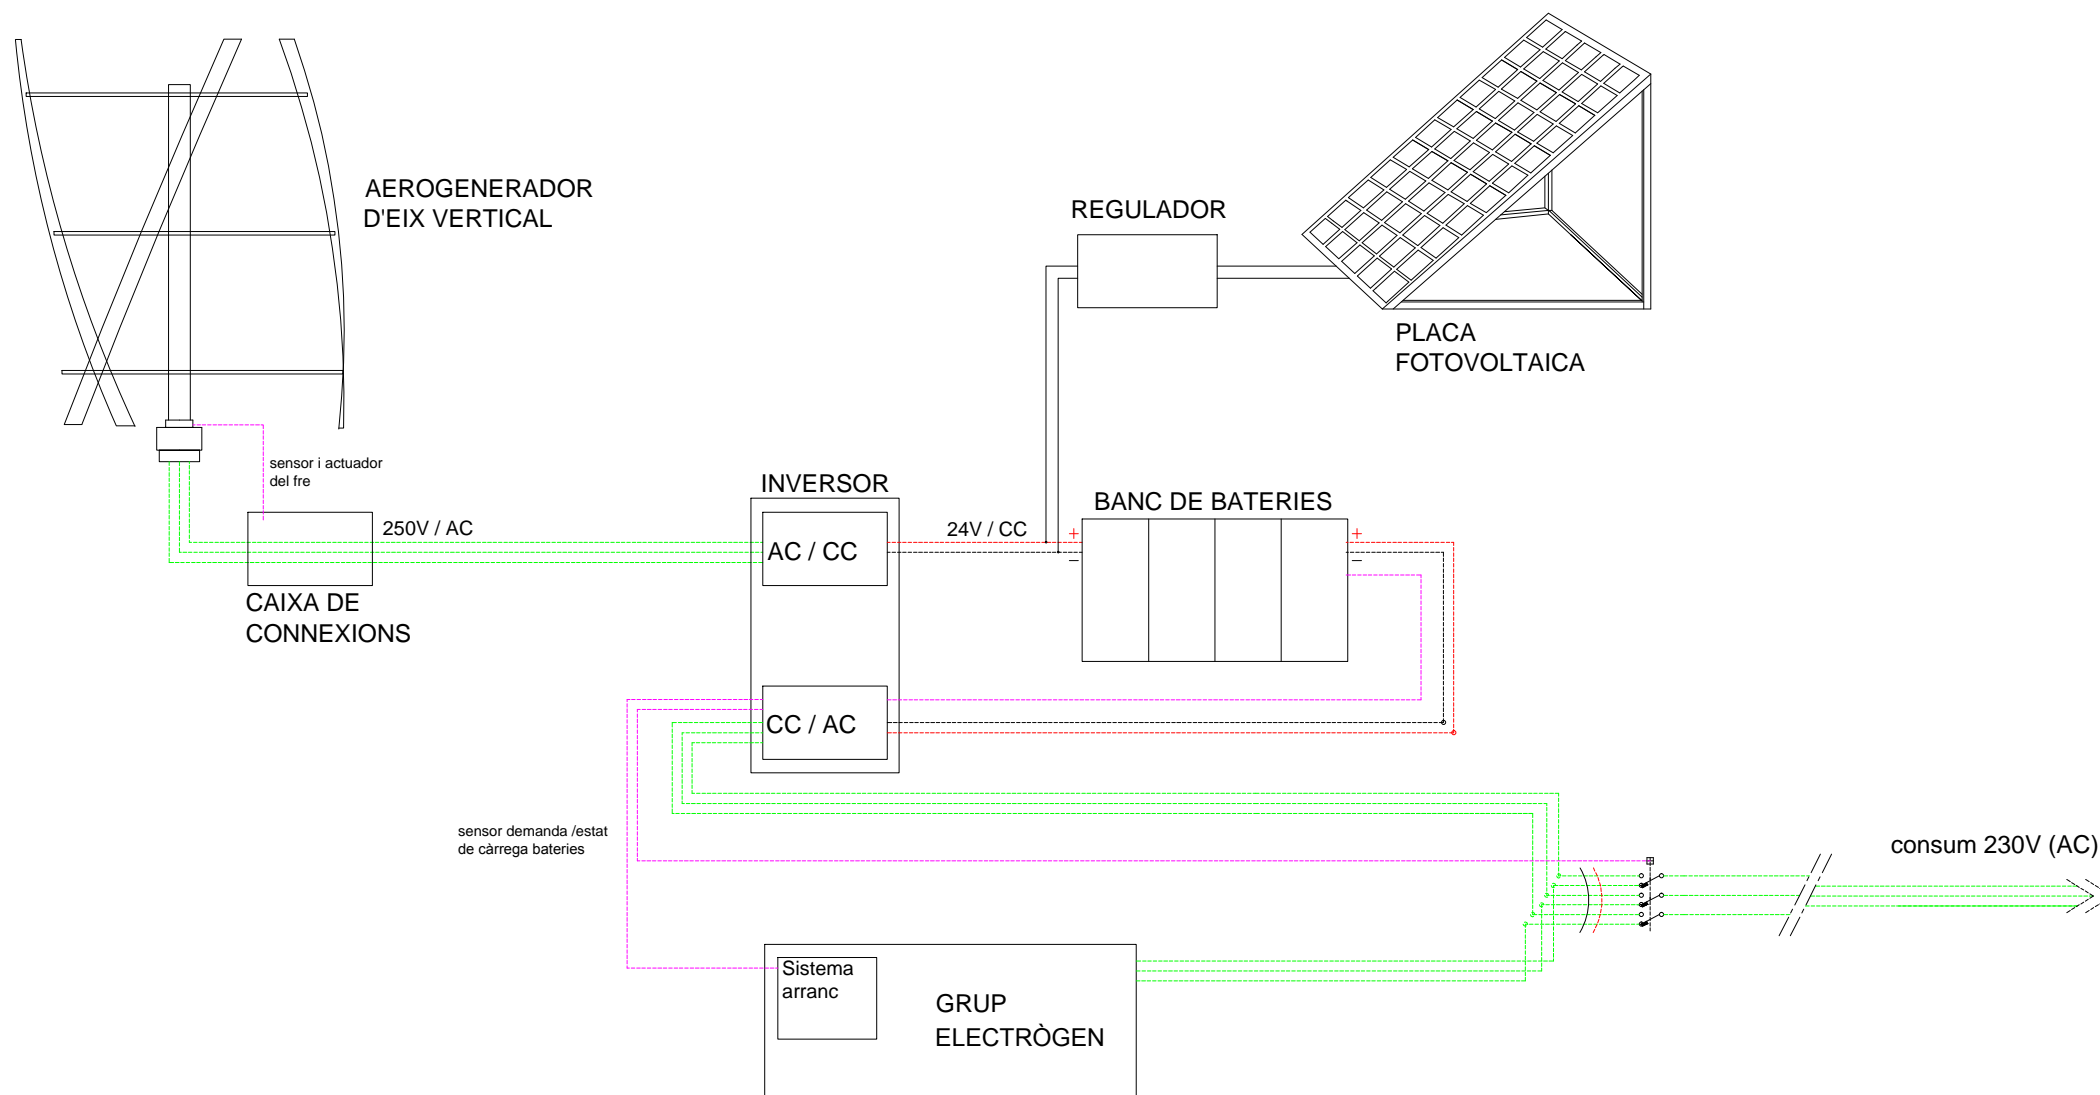 AEROGENERADOR
D'EIX VERTICAL
REGULADOR
PLACA
FOTOVOLTAICA
sensor i actuador
del fre
INVERSOR
BANC DE BATERIES
250V / AC
24V / CC
+
+
AC / CC
−
−
CAIXA DE
CONNEXIONS
CC / AC
sensor demanda /estat
de càrrega bateries
consum 230V (AC)
Sistema
arranc
GRUP
ELECTRÒGEN